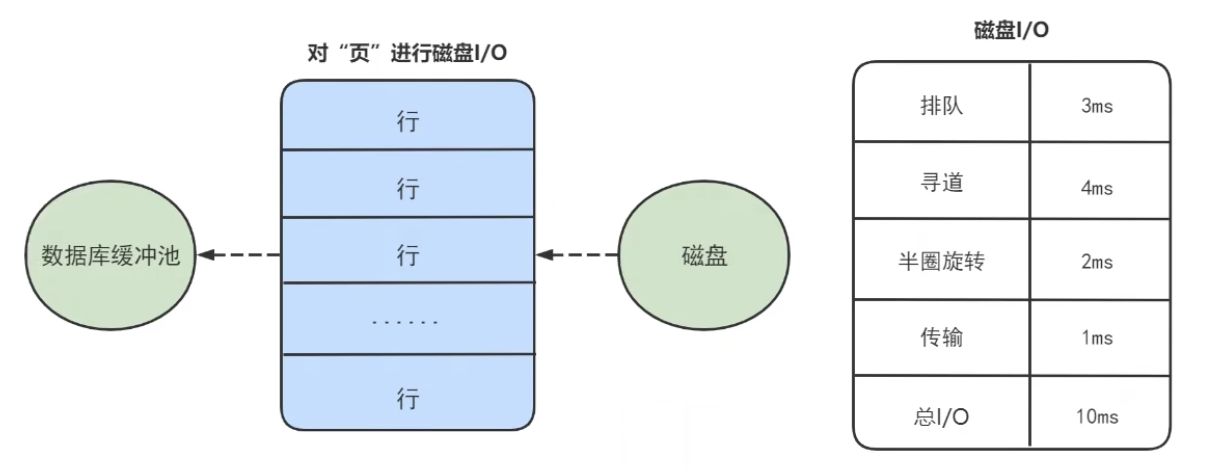 对“页”进行磁盘I/O
行
行
行
......
行
数据库缓冲池
磁盘
磁盘I/O
排队 3ms
寻道 4ms
半圈旋转 2ms
传输 1ms
总I/O 10ms